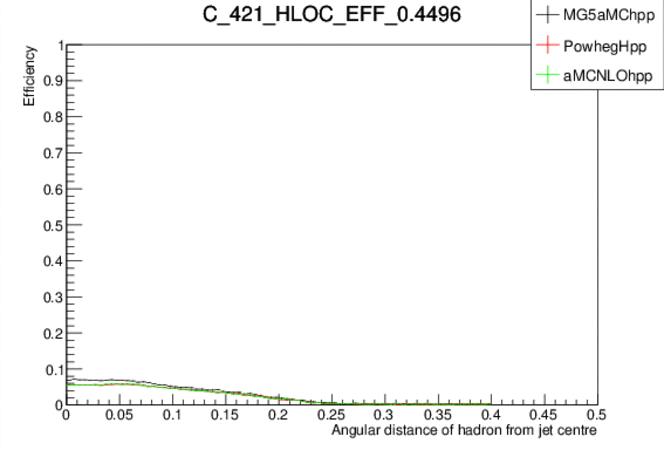 C_421_HLOC_EFF_0.4496
MG5aMChpp
PowhegHpp
aMCNLOhpp
Efficiency
1
0.9
0.8
0.7
0.6
0.5
0.4
0.3
0.2
0.1
0
0 0.05 0.1 0.15 0.2 0.25 0.3 0.35 0.4 0.45 0.5
Angular distance of hadron from jet centre